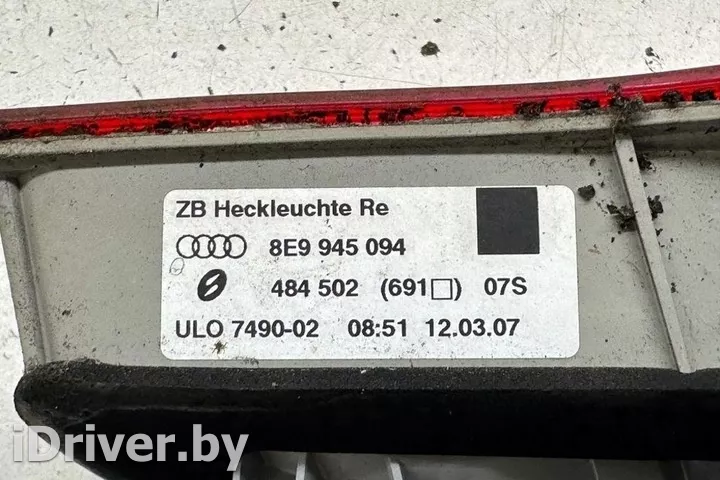 ZB Heckleuchte Re
8E9 945 094
484 502 (691□) 07S
ULO 7490-02 08:51 12.03.07
iDriver.by